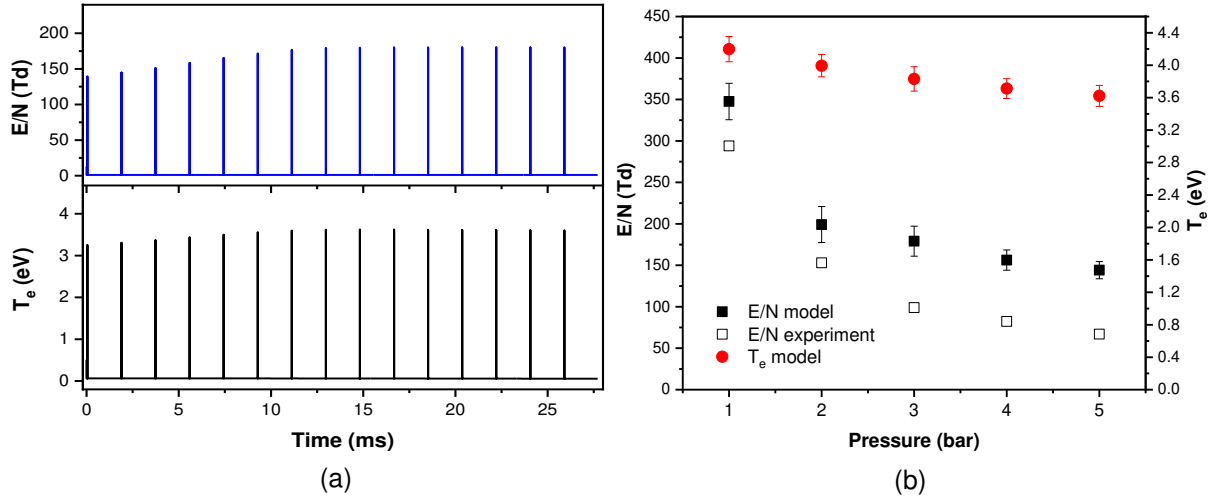 200
150
100
50
0
E/N (Td)
4
3
2
1
0
T_e (eV)
0 5 10 15 20 25
Time (ms)
(a)
450
400
350
300
250
200
150
100
50
0
E/N (Td)
4.4
4.0
3.6
3.2
2.8
2.4
2.0
1.6
1.2
0.8
0.4
0.0
T_e (eV)
E/N model
E/N experiment
T_e model
1 2 3 4 5
Pressure (bar)
(b)